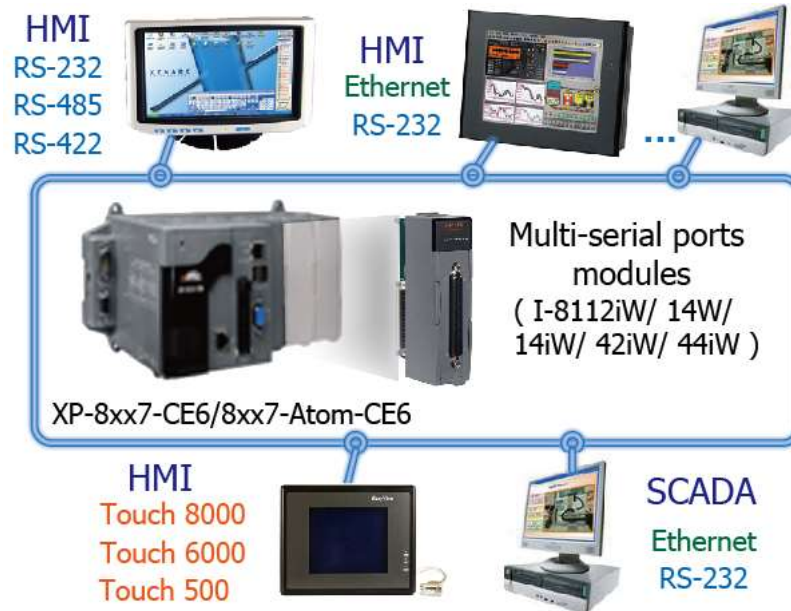 HMI
RS-232
RS-485
RS-422
HMI
Ethernet
RS-232
...
XENARC
Multi-serial ports
modules
( I-8112iW/ 14W/
14iW/ 42iW/ 44iW )
XP-8xx7-CE6/8xx7-Atom-CE6
HMI
Touch 8000
Touch 6000
Touch 500
SCADA
Ethernet
RS-232